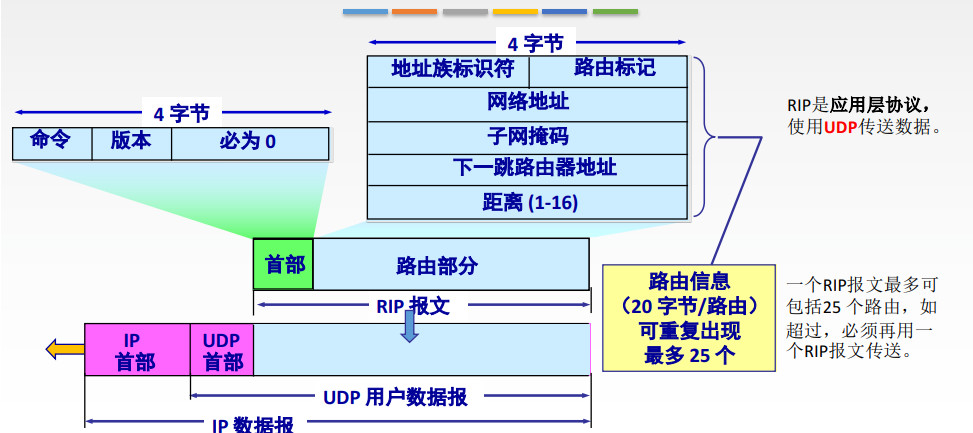 4 字节
地址族标识符 路由标记
网络地址
子网掩码
下一跳路由器地址
距离 (1-16)
4 字节
命令 版本 必为 0
RIP是应用层协议，
使用UDP传送数据。
首部 路由部分
RIP 报文
路由信息
（20 字节/路由）
可重复出现
最多 25 个
一个RIP报文最多可
包括25 个路由，如
超过，必须再用一
个RIP报文传送。
IP
首部
UDP
首部
UDP 用户数据报
IP 数据报